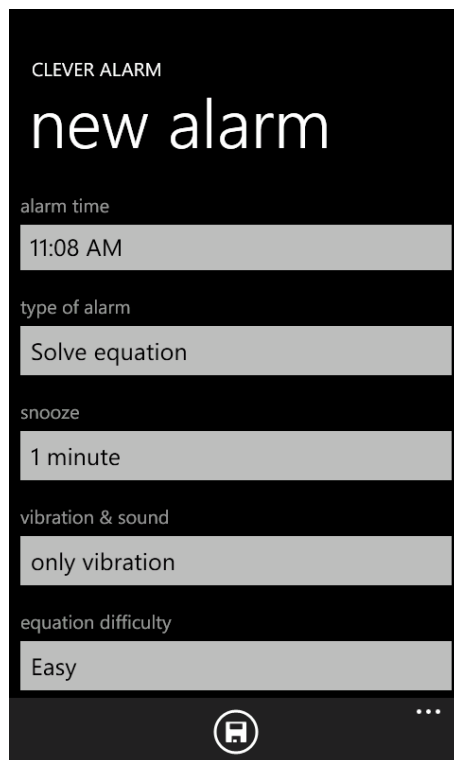 CLEVER ALARM
new alarm
alarm time
11:08 AM
type of alarm
Solve equation
snooze
1 minute
vibration & sound
only vibration
equation difficulty
Easy